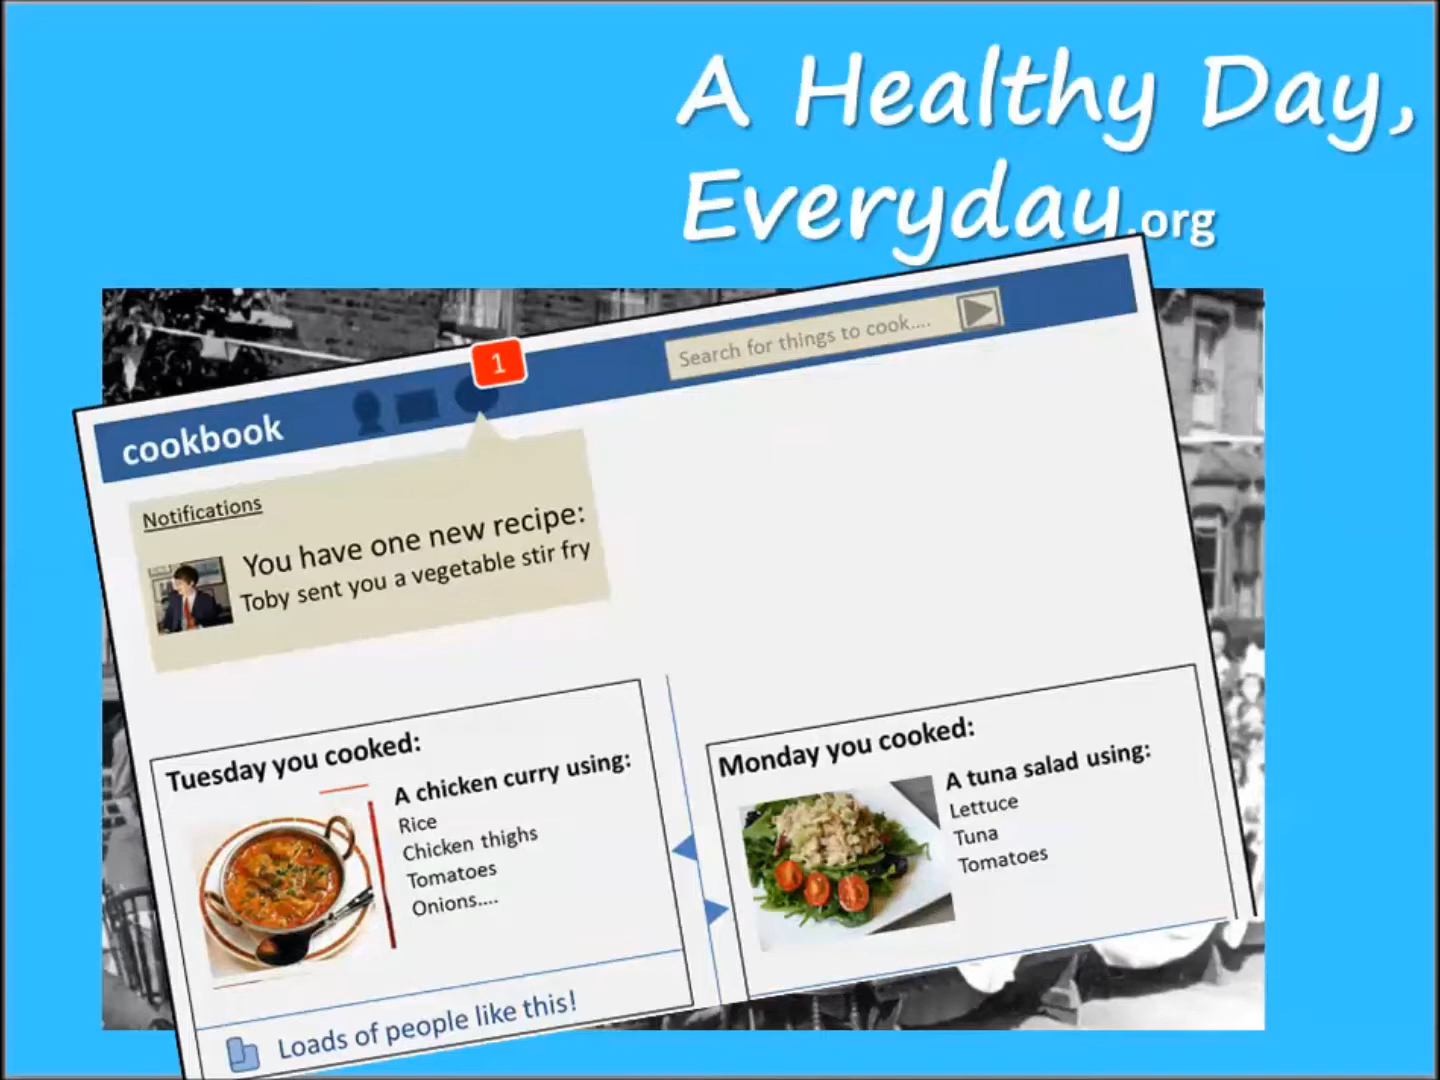 A Healthy Day,
Everyday.org
1
Search for things to cook....
cookbook
Notifications
You have one new recipe:
Toby sent you a vegetable stir fry
Tuesday you cooked:
A chicken curry using:
Rice
Chicken thighs
Tomatoes
Onions....
Loads of people like this!
Monday you cooked:
A tuna salad using:
Lettuce
Tuna
Tomatoes